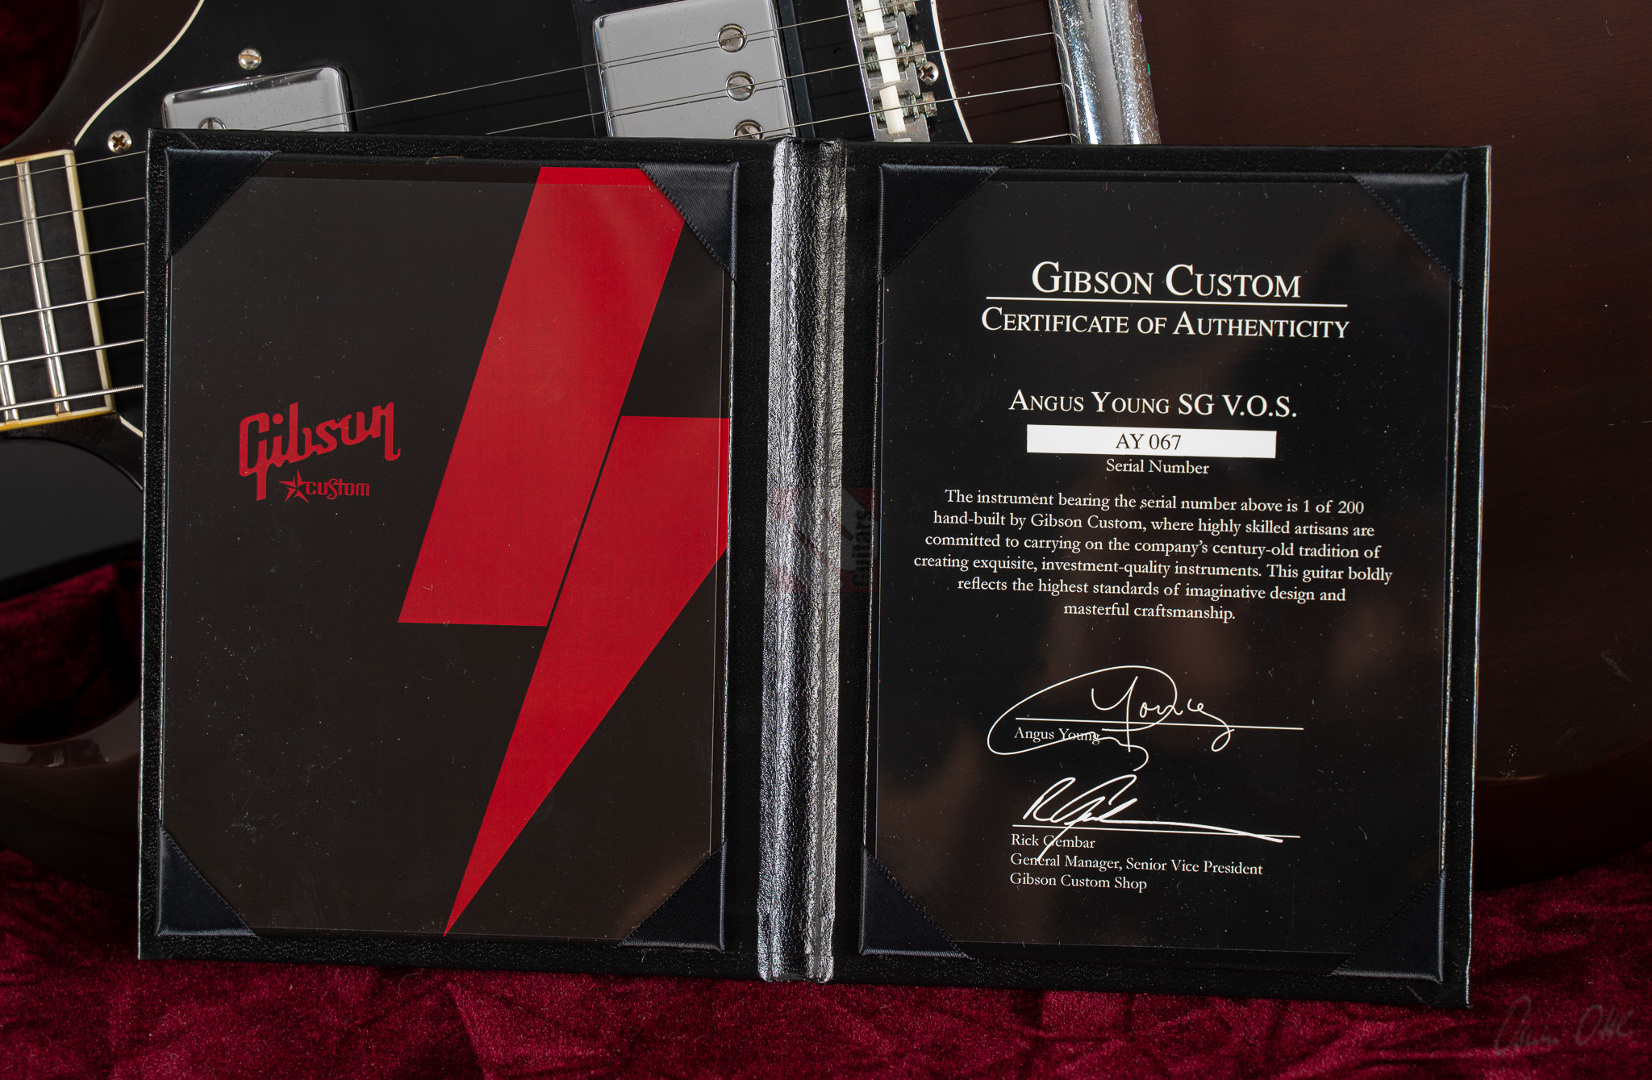 Gibson
custom
GIBSON CUSTOM
CERTIFICATE OF AUTHENTICITY
ANGUS YOUNG SG V.O.S.
AY 067
Serial Number
The instrument bearing the serial number above is 1 of 200
hand-built by Gibson Custom, where highly skilled artisans are
committed to carrying on the company's century-old tradition of
creating exquisite, investment-quality instruments. This guitar boldly
reflects the highest standards of imaginative design and
masterful craftsmanship.
Young
Angus Young
Rick Gembar
General Manager, Senior Vice President
Gibson Custom Shop
Guitars